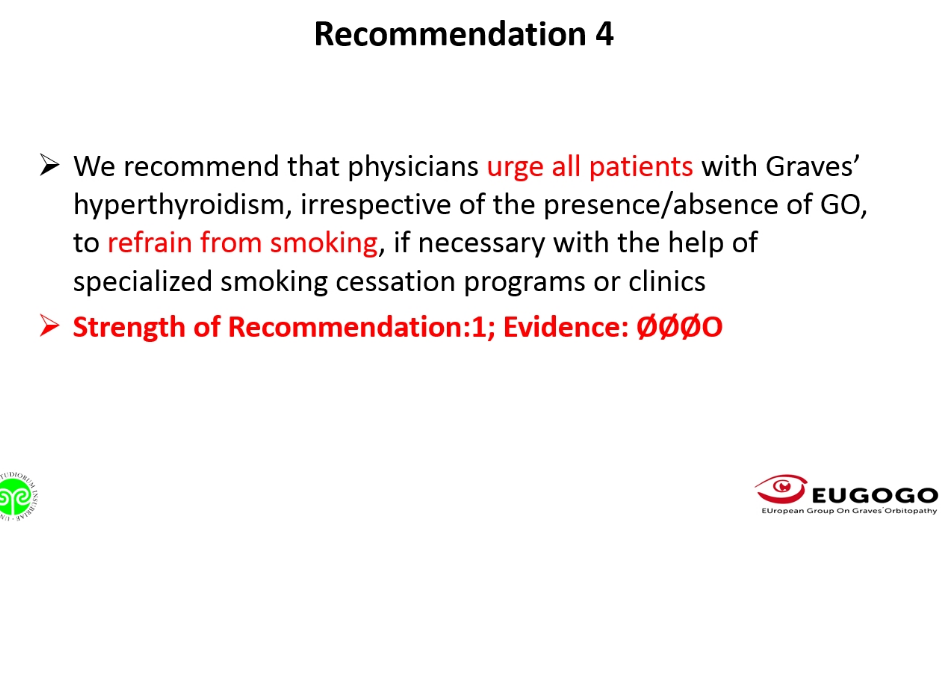 Recommendation 4
➢ We recommend that physicians urge all patients with Graves’
hyperthyroidism, irrespective of the presence/absence of GO,
to refrain from smoking, if necessary with the help of
specialized smoking cessation programs or clinics
➢ Strength of Recommendation:1; Evidence: ØØØO
TUDIORUM INSUBRIAE
EUGOGO
EUropean Group On Graves´Orbitopathy